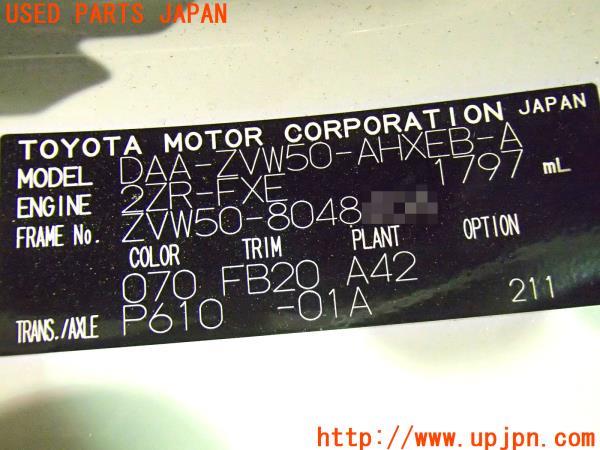 USED PARTS JAPAN
TOYOTA MOTOR CORPORATION JAPAN
MODEL DAA-ZVW50-AHXEB-A
ENGINE 2ZR-FXE 1797 mL
FRAME No. ZVW50-8048
COLOR TRIM PLANT OPTION
070 FB20 A42
TRANS./AXLE P610 -01A 211
http://www.upjpn.com